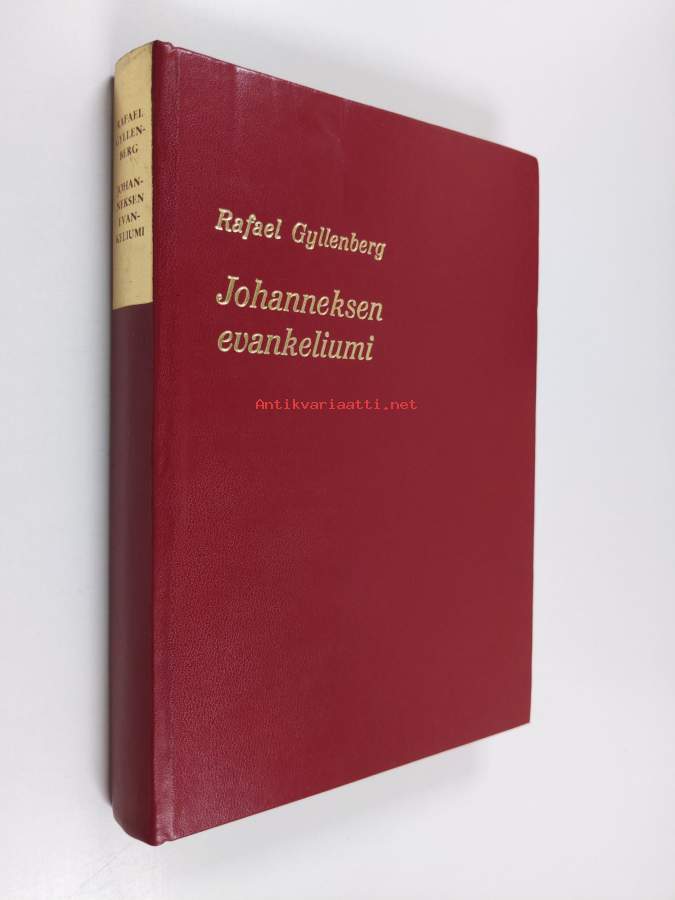 RAFAEL
GYLLEN-
BERG
JOHAN-
NEKSEN
EVAN-
KELIUMI
Rafael Gyllenberg
Johanneksen
evankeliumi
Antikvariaatti.net